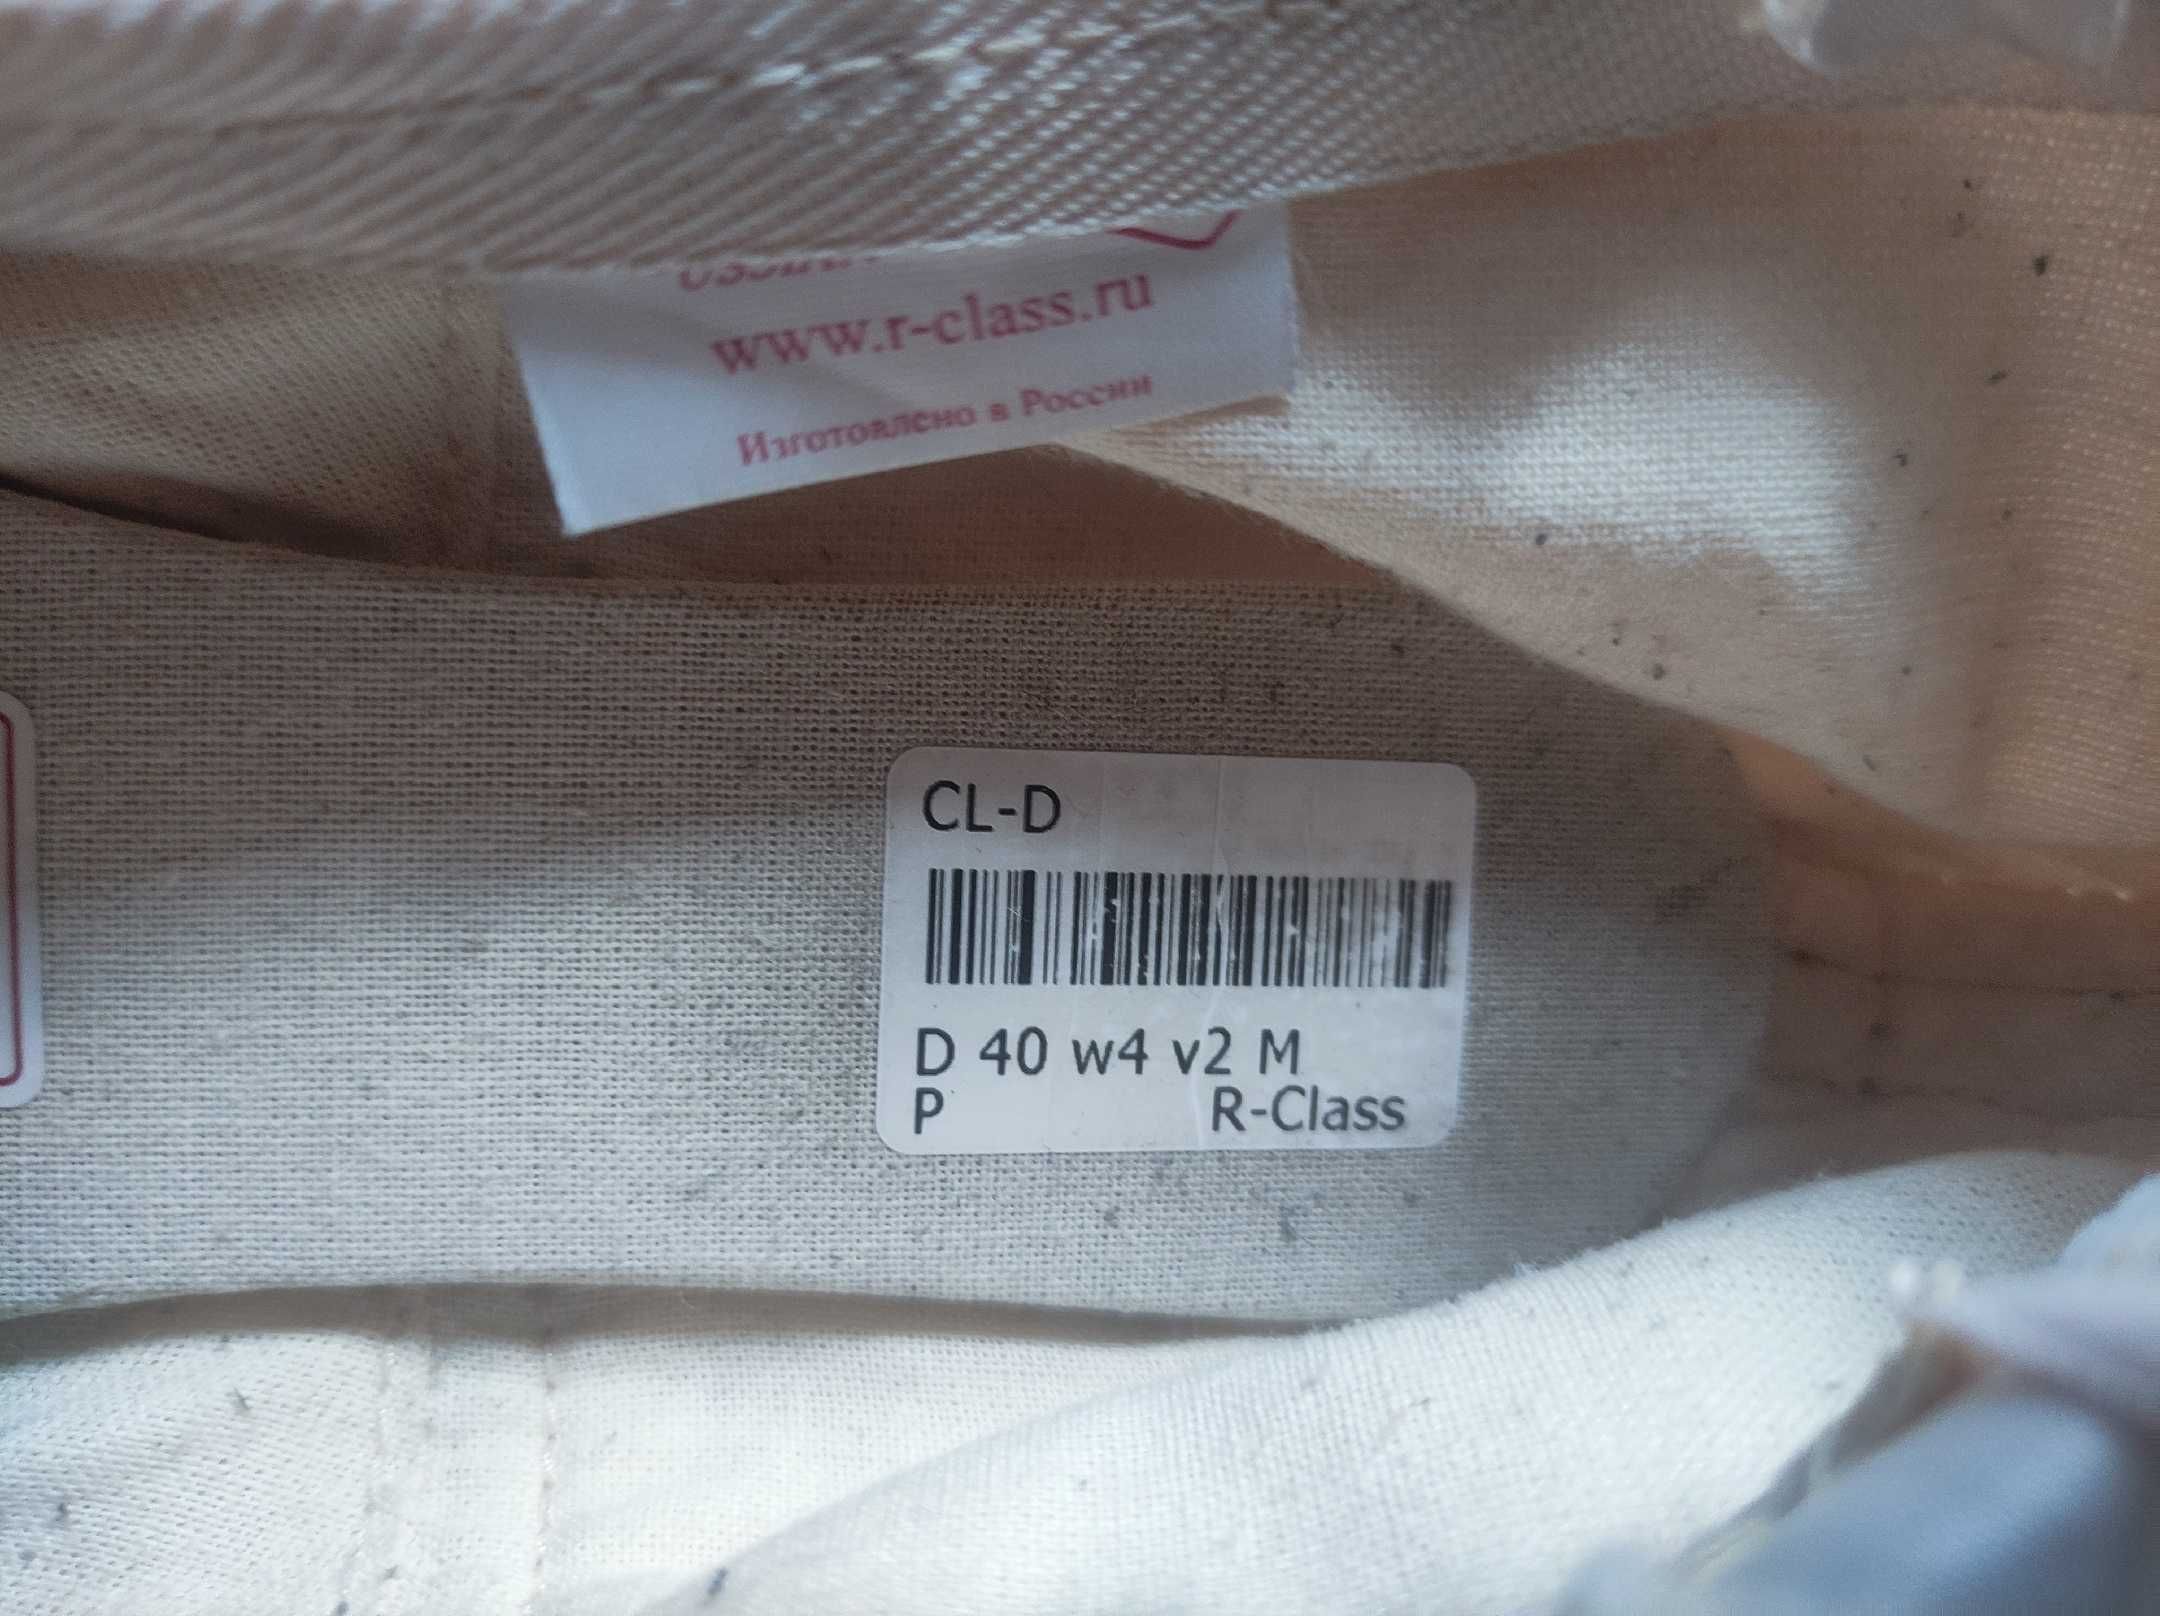 www.r-class.ru
Изготовлено в России
CL-D
D 40 w4 v2 M
P R-Class